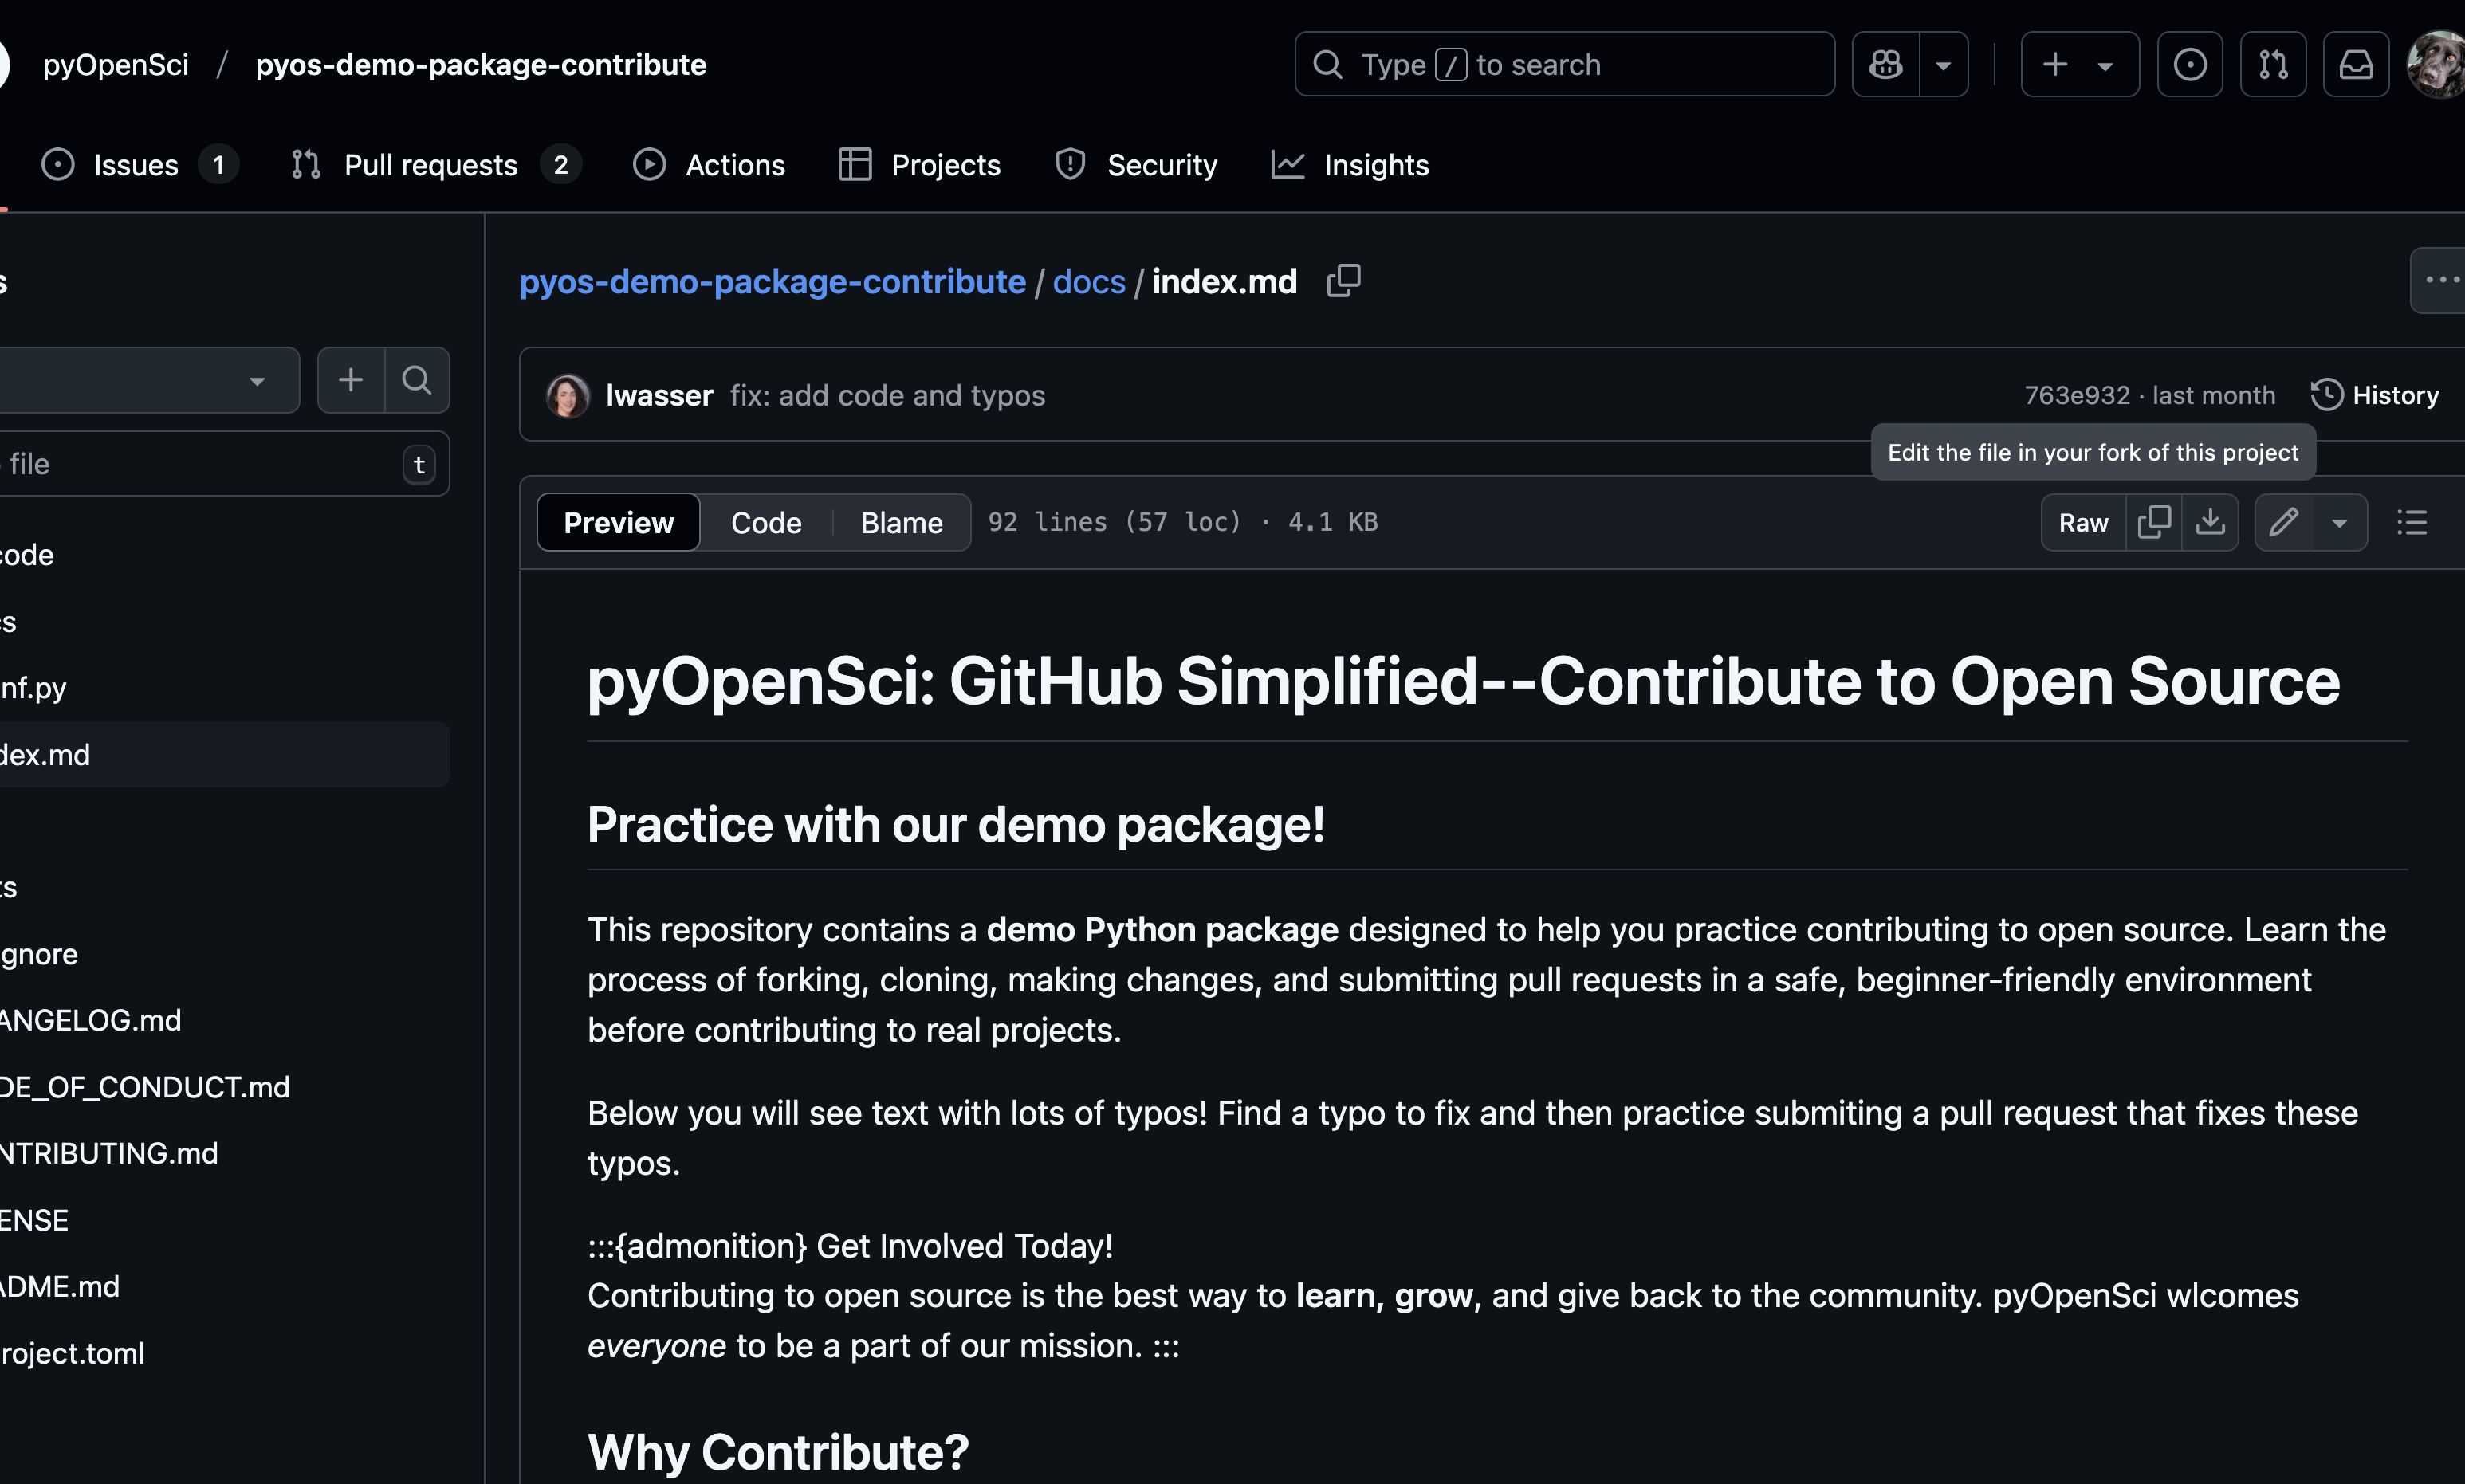 pyOpenSci / pyos-demo-package-contribute
Type / to search
Issues 1
Pull requests 2
Actions
Projects
Security
Insights
s
file t
code
cs
nf.py
dex.md
ts
gnore
ANGELOG.md
DE_OF_CONDUCT.md
NTRIBUTING.md
ENSE
ADME.md
roject.toml
pyos-demo-package-contribute / docs / index.md
lwasser fix: add code and typos
763e932 · last month
History
Edit the file in your fork of this project
Preview
Code
Blame
92 lines (57 loc) · 4.1 KB
Raw
pyOpenSci: GitHub Simplified--Contribute to Open Source
Practice with our demo package!
This repository contains a demo Python package designed to help you practice contributing to open source. Learn the
process of forking, cloning, making changes, and submitting pull requests in a safe, beginner-friendly environment
before contributing to real projects.
Below you will see text with lots of typos! Find a typo to fix and then practice submiting a pull request that fixes these
typos.
:::{admonition} Get Involved Today!
Contributing to open source is the best way to learn, grow, and give back to the community. pyOpenSci wlcomes
everyone to be a part of our mission. :::
Why Contribute?